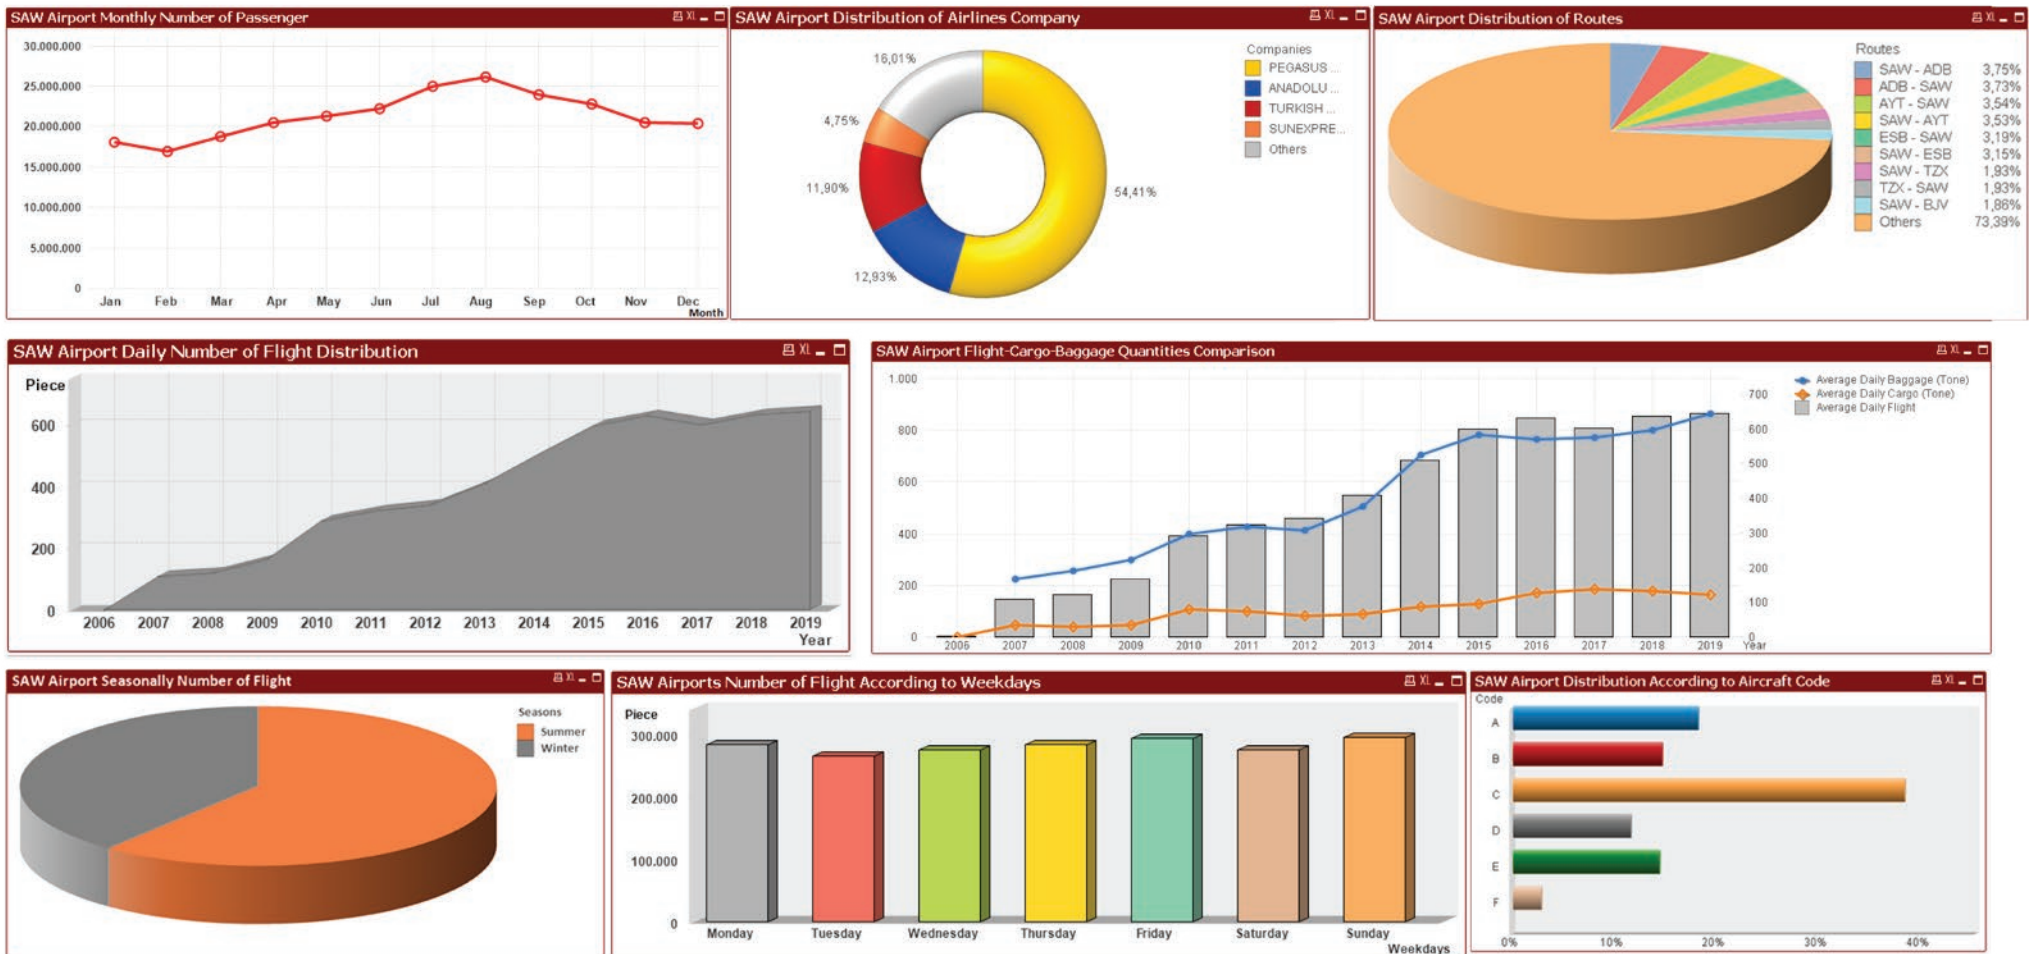 SAW Airport Monthly Number of Passenger
XL
30.000.000
25.000.000
20.000.000
15.000.000
10.000.000
5.000.000
0
Jan Feb Mar Apr May Jun Jul Aug Sep Oct Nov Dec
Month
SAW Airport Distribution of Airlines Company
XL
16,01%
4,75%
11,90%
12,93%
54,41%
Companies
PEGASUS ...
ANADOLU ...
TURKISH ...
SUNEXPRE...
Others
SAW Airport Distribution of Routes
XL
Routes
SAW - ADB 3,75%
ADB - SAW 3,73%
AYT - SAW 3,54%
SAW - AYT 3,53%
ESB - SAW 3,19%
SAW - ESB 3,15%
SAW - TZX 1,93%
TZX - SAW 1,93%
SAW - BJV 1,86%
Others 73,39%
SAW Airport Daily Number of Flight Distribution
XL
Piece
600
400
200
0
2006 2007 2008 2009 2010 2011 2012 2013 2014 2015 2016 2017 2018 2019
Year
SAW Airport Flight-Cargo-Baggage Quantities Comparison
XL
1.000
800
600
400
200
0
700
600
500
400
300
200
100
0
2006 2007 2008 2009 2010 2011 2012 2013 2014 2015 2016 2017 2018 2019 Year
Average Daily Baggage (Tone)
Average Daily Cargo (Tone)
Average Daily Flight
SAW Airport Seasonally Number of Flight
XL
Seasons
Summer
Winter
SAW Airports Number of Flight According to Weekdays
XL
Piece
300.000
200.000
100.000
0
Monday Tuesday Wednesday Thursday Friday Saturday Sunday
Weekdays
SAW Airport Distribution According to Aircraft Code
XL
Code
A
B
C
D
E
F
0% 10% 20% 30% 40%